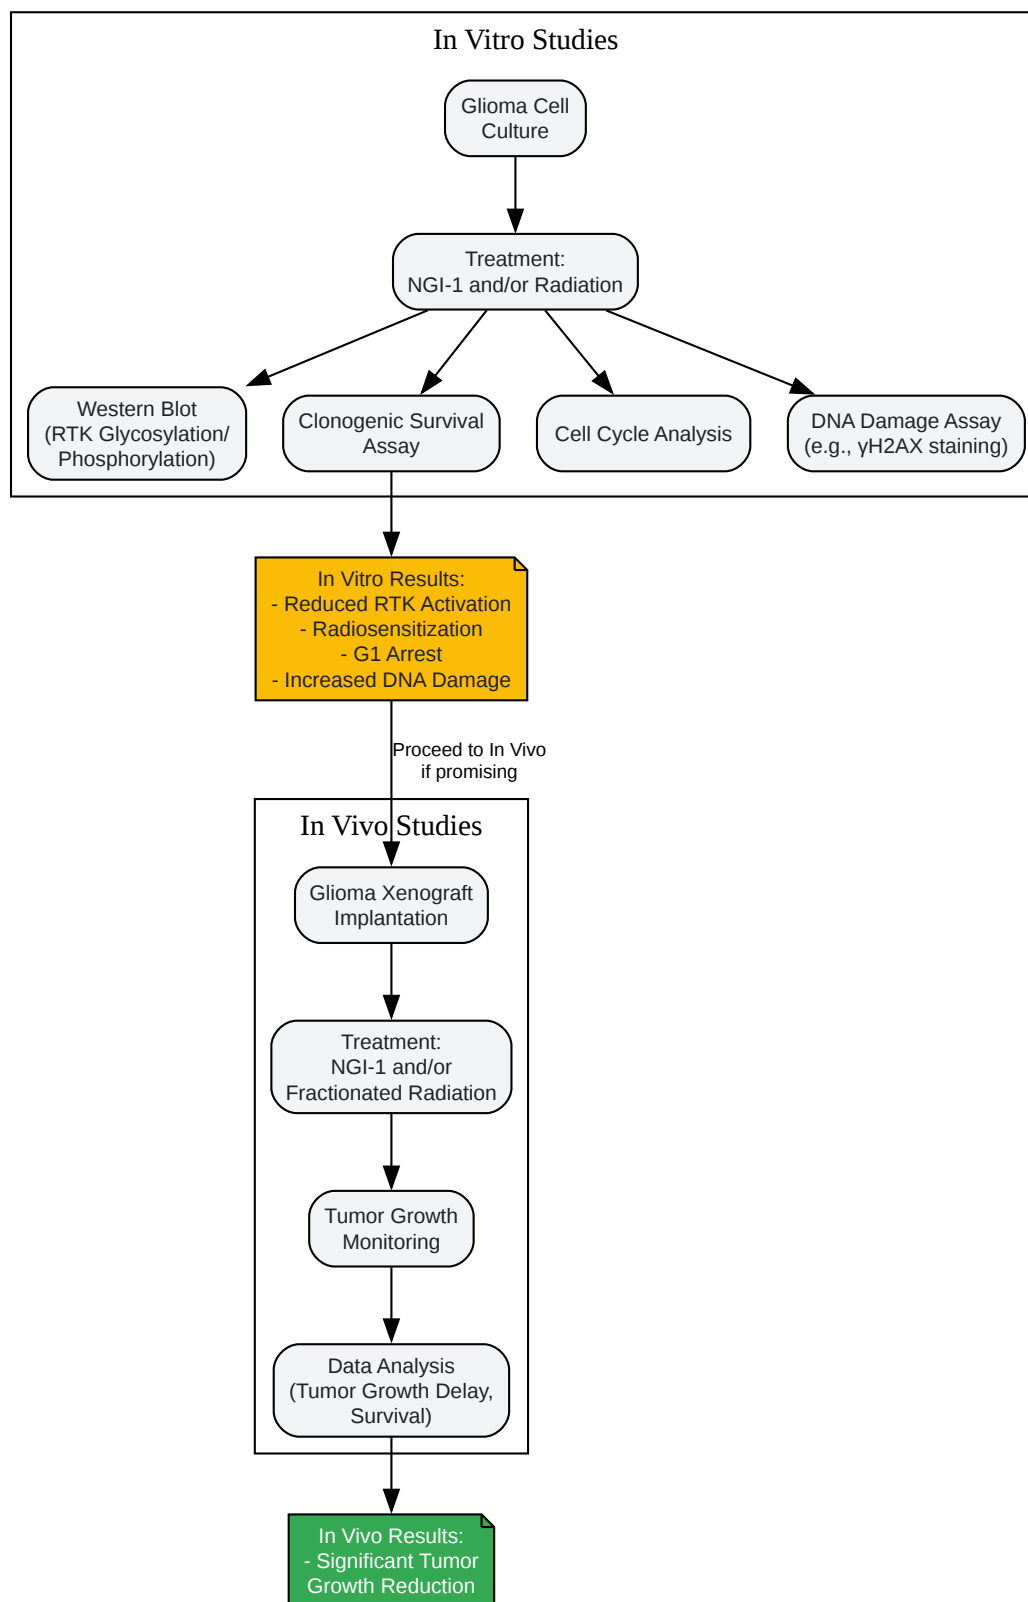 In Vitro Studies
Glioma Cell
Culture
Treatment:
NGI-1 and/or Radiation
Western Blot
(RTK Glycosylation/
Phosphorylation)
Clonogenic Survival
Assay
Cell Cycle Analysis
DNA Damage Assay
(e.g., γH2AX staining)
In Vitro Results:
- Reduced RTK Activation
- Radiosensitization
- G1 Arrest
- Increased DNA Damage
Proceed to In Vivo
if promising
In Vivo Studies
Glioma Xenograft
Implantation
Treatment:
NGI-1 and/or
Fractionated Radiation
Tumor Growth
Monitoring
Data Analysis
(Tumor Growth Delay,
Survival)
In Vivo Results:
- Significant Tumor
Growth Reduction